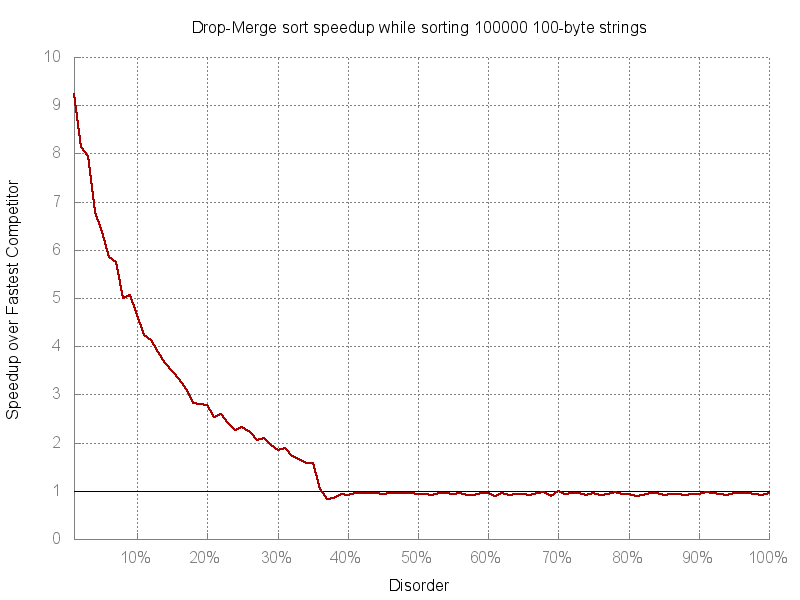 Drop-Merge sort speedup while sorting 100000 100-byte strings
10
9
8
7
6
5
4
3
2
1
0
Speedup over Fastest Competitor
10% 20% 30% 40% 50% 60% 70% 80% 90% 100%
Disorder